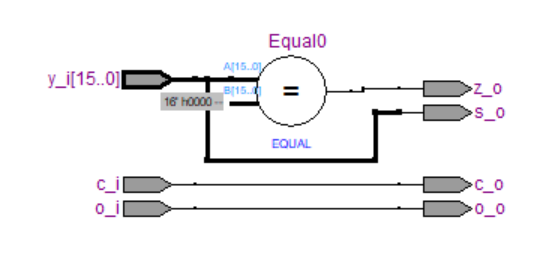 Equal0
y_i[15..0]
A[15..0]
B[15..0]
16' h0000 --
=
EQUAL
z_o
s_o
c_i
c_o
o_i
o_o